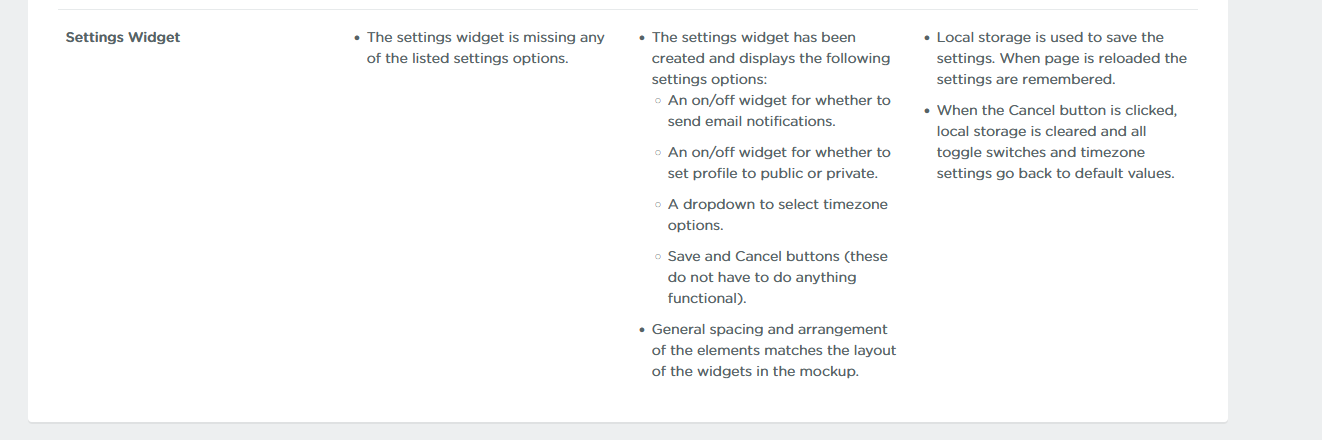 Settings Widget
The settings widget is missing any
of the listed settings options.
The settings widget has been
created and displays the following
settings options:
An on/off widget for whether to
send email notifications.
An on/off widget for whether to
set profile to public or private.
A dropdown to select timezone
options.
Save and Cancel buttons (these
do not have to do anything
functional).
General spacing and arrangement
of the elements matches the layout
of the widgets in the mockup.
Local storage is used to save the
settings. When page is reloaded the
settings are remembered.
When the Cancel button is clicked,
local storage is cleared and all
toggle switches and timezone
settings go back to default values.